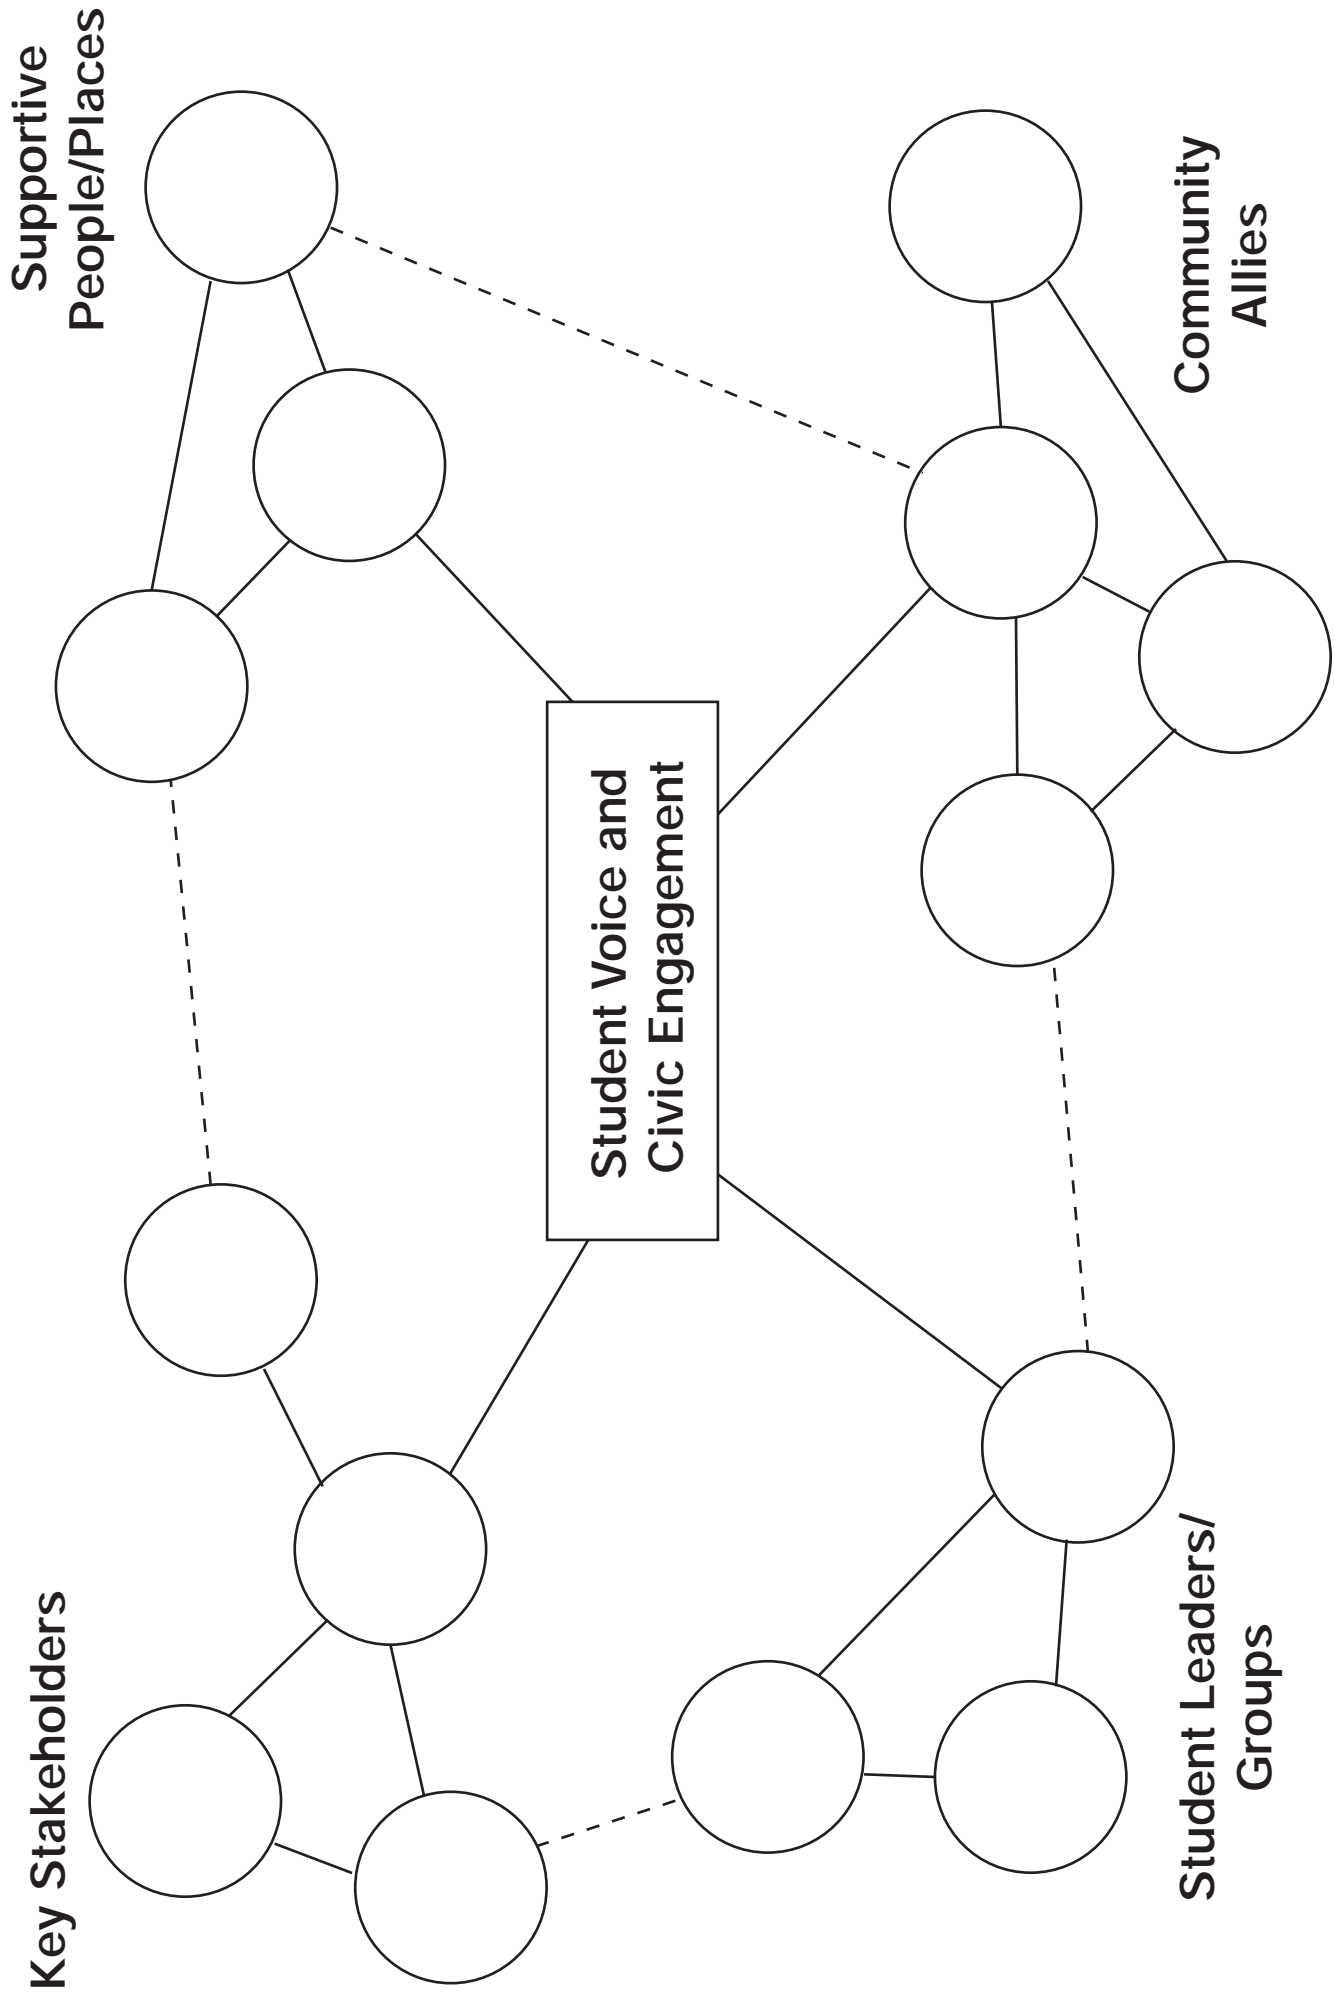 Key Stakeholders
Supportive
People/Places
Student Voice and
Civic Engagement
Student Leaders/
Groups
Community
Allies